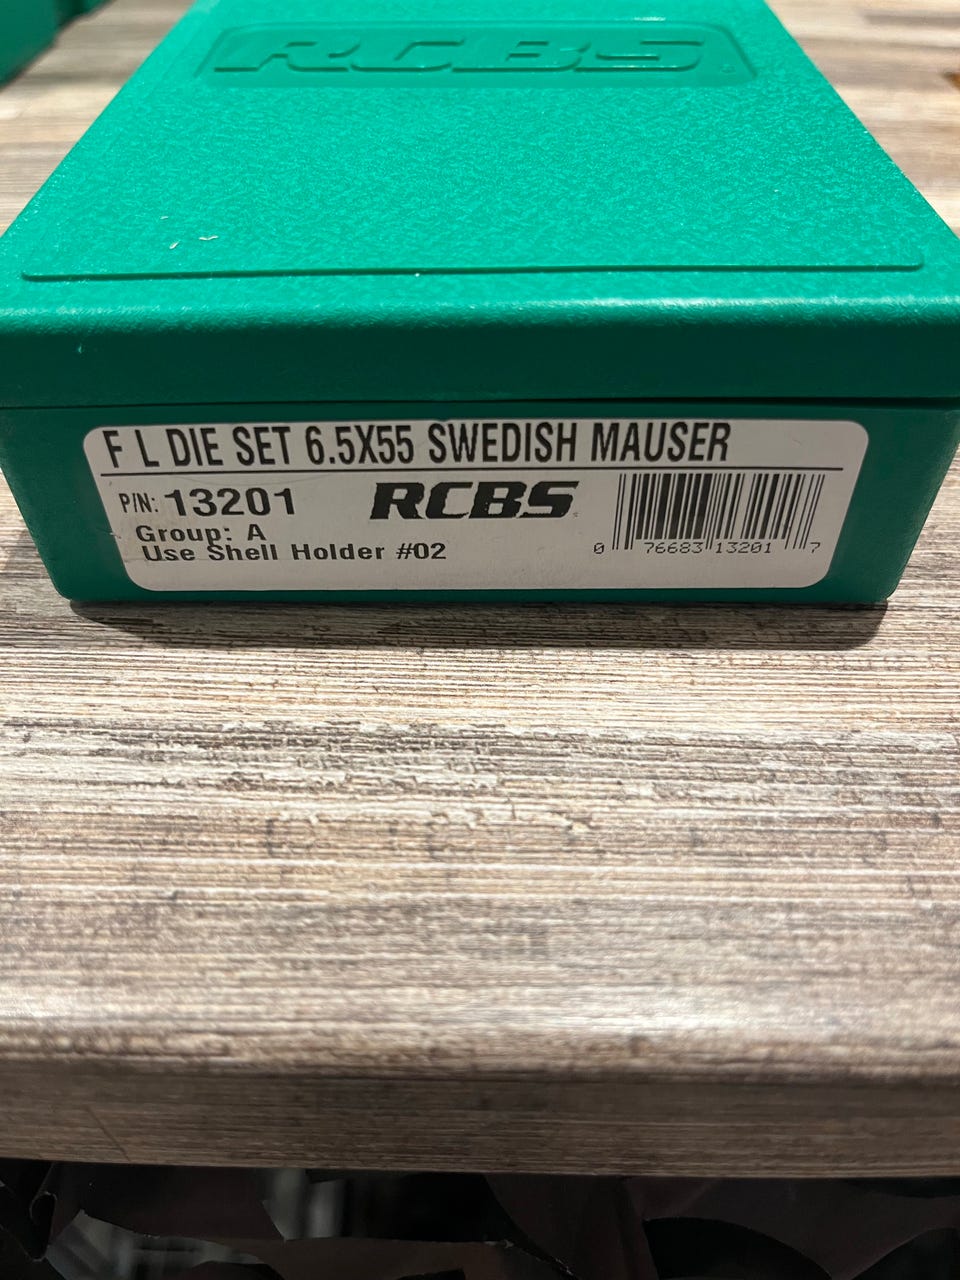 RCBS
F L DIE SET 6.5X55 SWEDISH MAUSER
P/N: 13201
RCBS
Group: A
Use Shell Holder #02
0 76683 13201 7